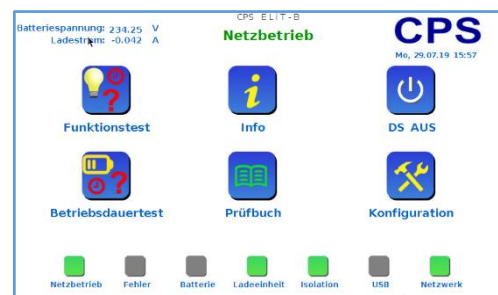 CPS ELIT-B
Batteriespannung: 234.25 V
Ladestrom: -0.042 A
Netzbetrieb
CPS
Mo, 29.07.19 15:57
Funktionstest
Info
DS AUS
Betriebsdauertest
Prüfbuch
Konfiguration
Netzbetrieb
Fehler
Batterie
Ladeeinheit
Isolation
USB
Netzwerk